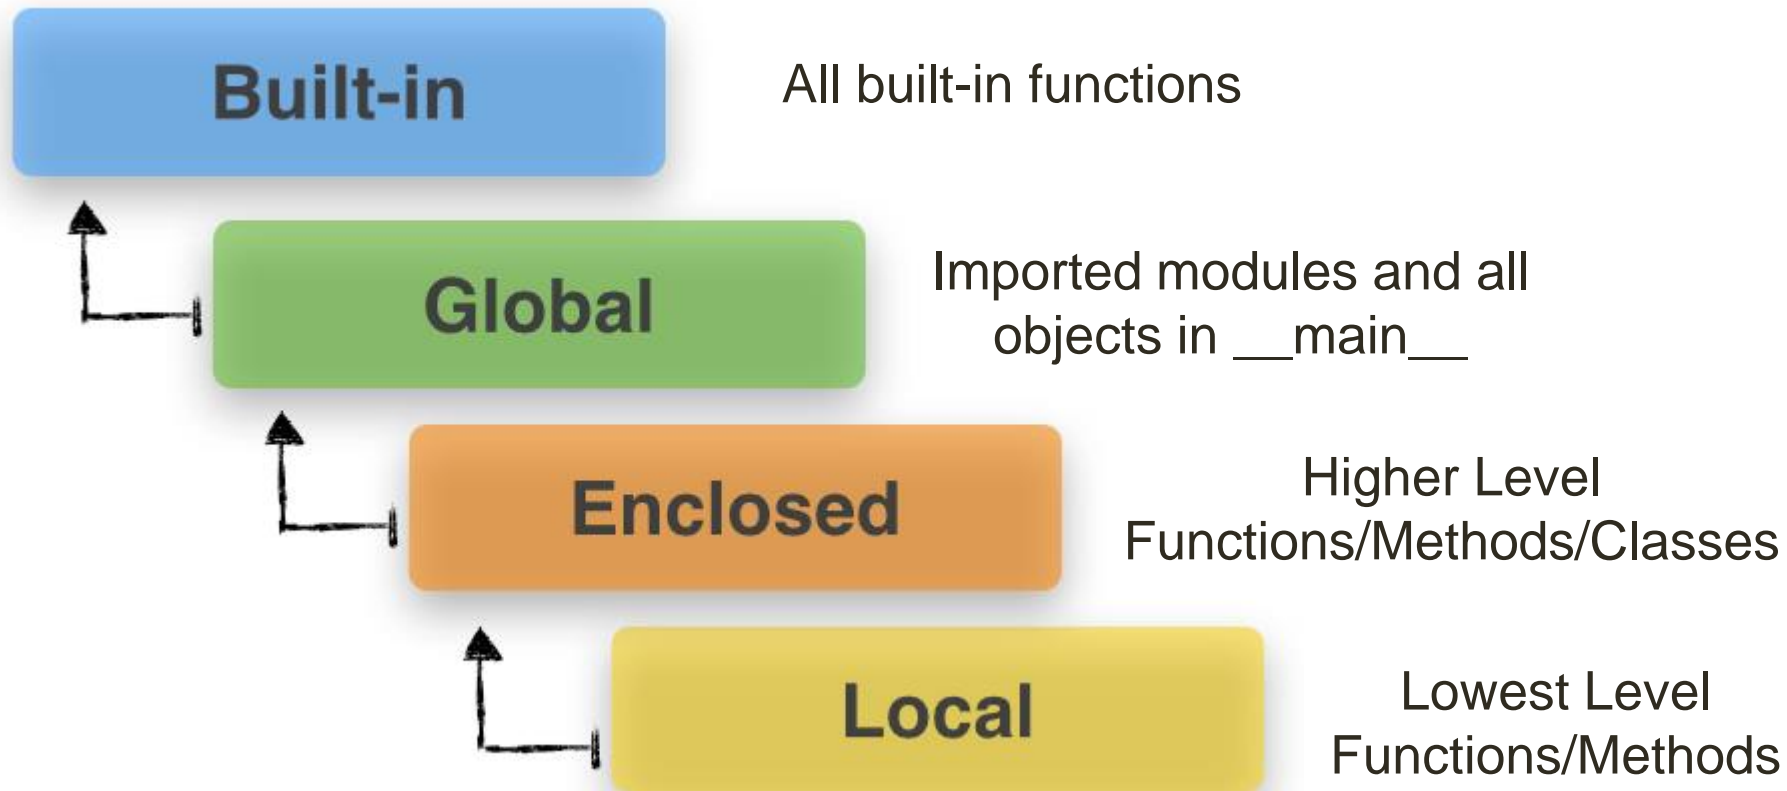 Built-in
All built-in functions
Global
Imported modules and all
objects in __main__
Enclosed
Higher Level
Functions/Methods/Classes
Local
Lowest Level
Functions/Methods